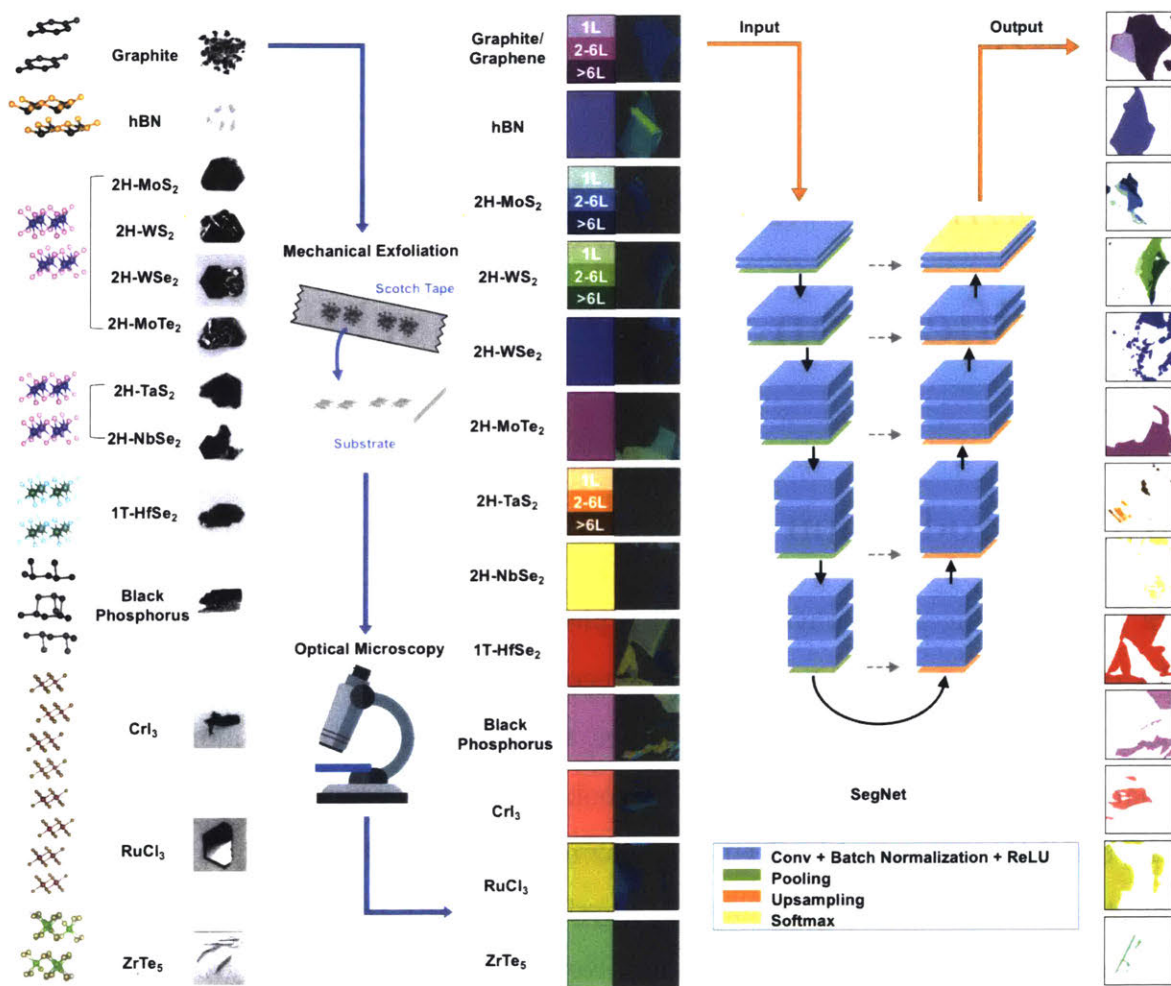 Graphite
hBN
2H-MoS₂
2H-WS₂
2H-WSe₂
2H-MoTe₂
2H-TaS₂
2H-NbSe₂
1T-HfSe₂
Black
Phosphorus
CrI₃
RuCl₃
ZrTe₅
Mechanical Exfoliation
Scotch Tape
Substrate
Optical Microscopy
Graphite/
Graphene
1L
2-6L
>6L
hBN
2H-MoS₂
1L
2-6L
>6L
2H-WS₂
1L
2-6L
>6L
2H-WSe₂
2H-MoTe₂
2H-TaS₂
1L
2-6L
>6L
2H-NbSe₂
1T-HfSe₂
Black
Phosphorus
CrI₃
RuCl₃
ZrTe₅
Input
Output
SegNet
Conv + Batch Normalization + ReLU
Pooling
Upsampling
Softmax